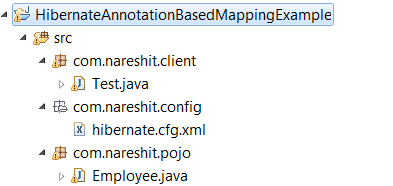 HibernateAnnotationBasedMappingExample
src
com.nareshit.client
Test.java
com.nareshit.config
hibernate.cfg.xml
com.nareshit.pojo
Employee.java